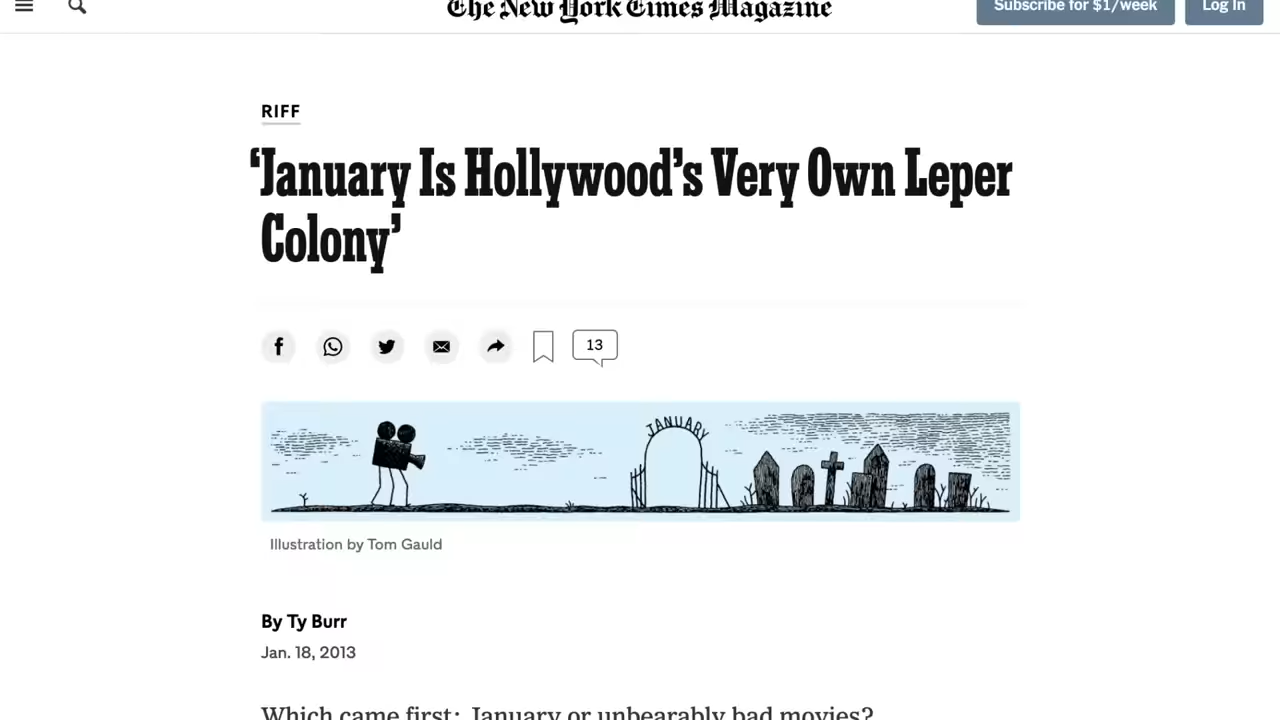 The New York Times Magazine
Subscribe for $1/week
Log In
RIFF
‘January Is Hollywood’s Very Own Leper
Colony’
13
JANUARY
Illustration by Tom Gauld
By Ty Burr
Jan. 18, 2013
Which came first: January or unbearably bad movies?